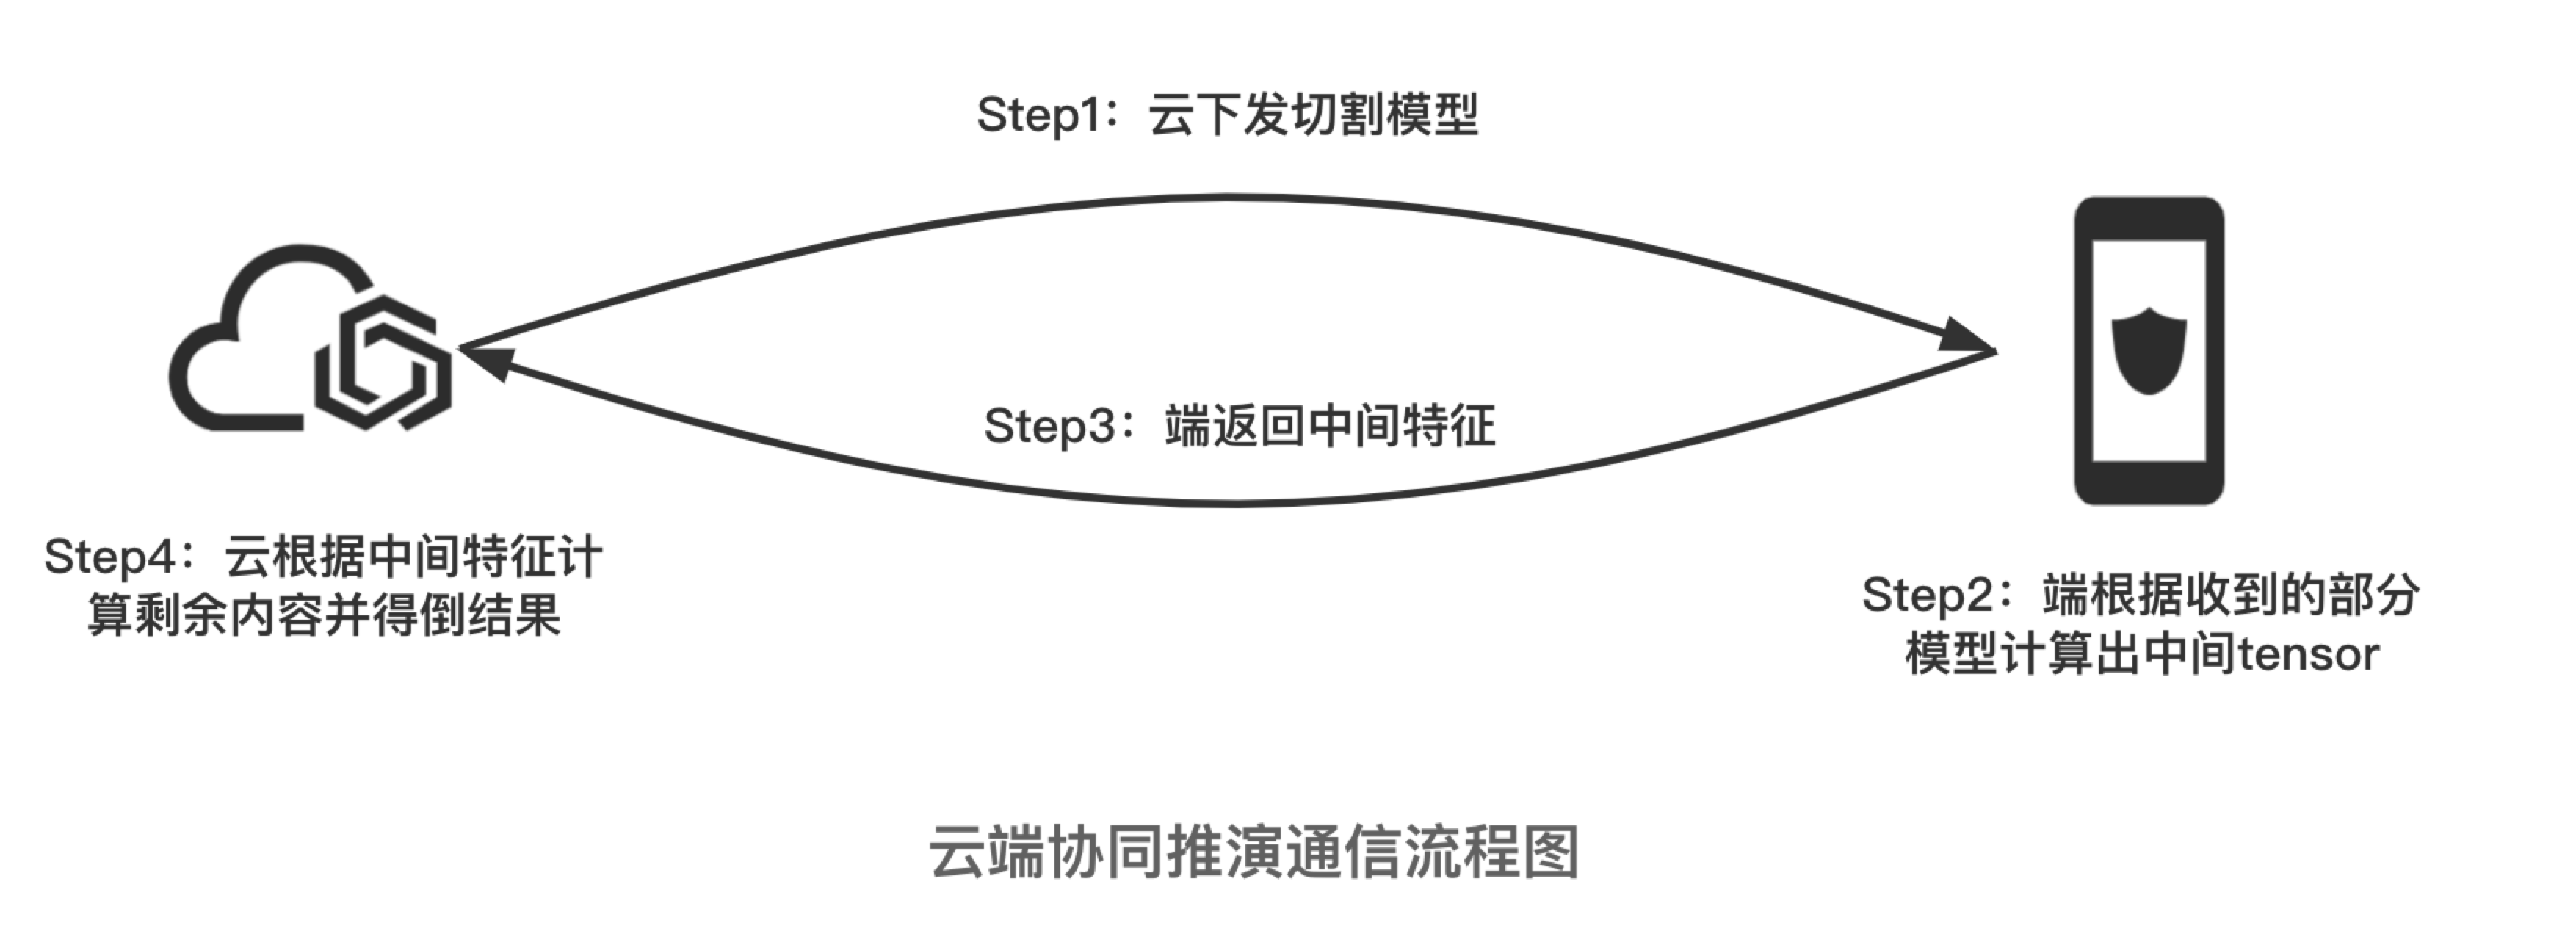 Step1：云下发切割模型
Step3：端返回中间特征
Step4：云根据中间特征计
算剩余内容并得倒结果
Step2：端根据收到的部分
模型计算出中间tensor
云端协同推演通信流程图